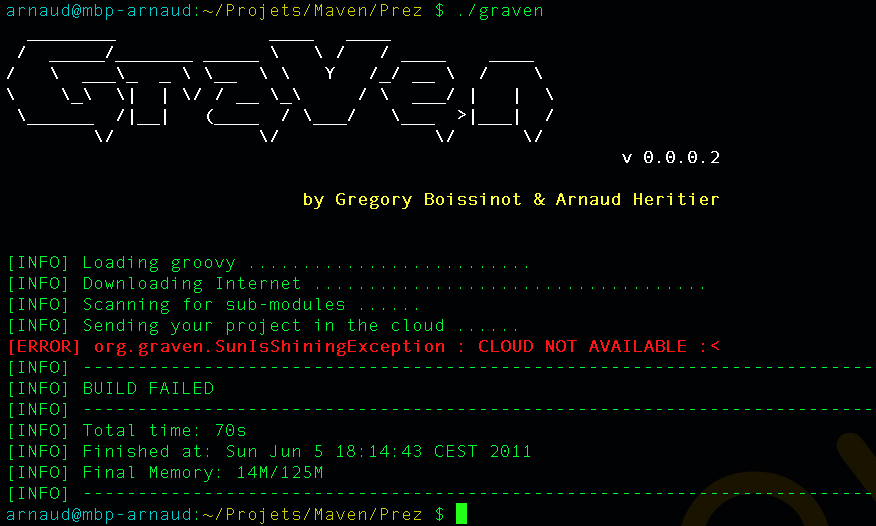 arnaud@mbp-arnaud:~/Projets/Maven/Prez $ ./graven
GraVen
v 0.0.0.2
by Gregory Boissinot & Arnaud Heritier
[INFO] Loading groovy ..........................
[INFO] Downloading Internet ....................................
[INFO] Scanning for sub-modules ......
[INFO] Sending your project in the cloud ......
[ERROR] org.graven.SunIsShiningException : CLOUD NOT AVAILABLE :<
[INFO] ------------------------------------------------------------------------
[INFO] BUILD FAILED
[INFO] ------------------------------------------------------------------------
[INFO] Total time: 70s
[INFO] Finished at: Sun Jun 5 18:14:43 CEST 2011
[INFO] Final Memory: 14M/125M
[INFO] ------------------------------------------------------------------------
arnaud@mbp-arnaud:~/Projets/Maven/Prez $